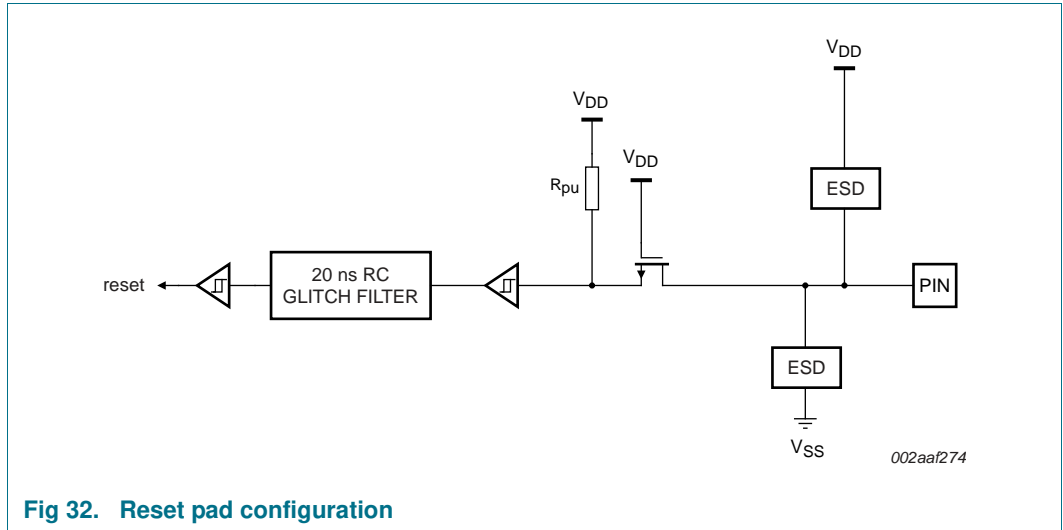 VDD
VDD
VDD
Rpu
ESD
reset
20 ns RC
GLITCH FILTER
PIN
ESD
VSS
002aaf274
Fig 32. Reset pad configuration